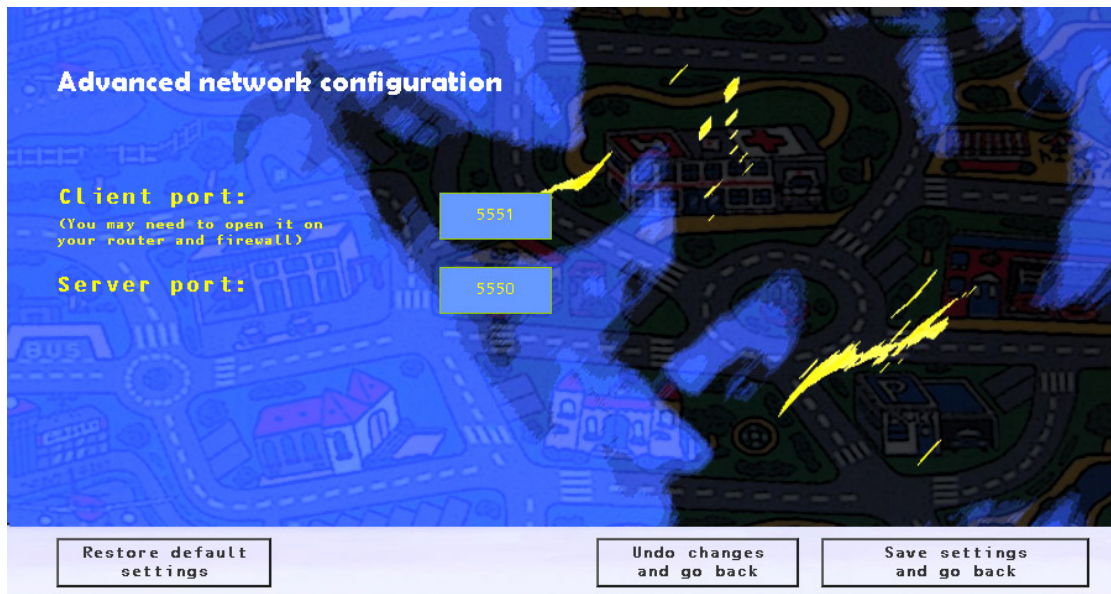 Advanced network configuration
Client port:
(You may need to open it on
your router and firewall)
5551
Server port:
5550
BUS
P
Restore default
settings
Undo changes
and go back
Save settings
and go back